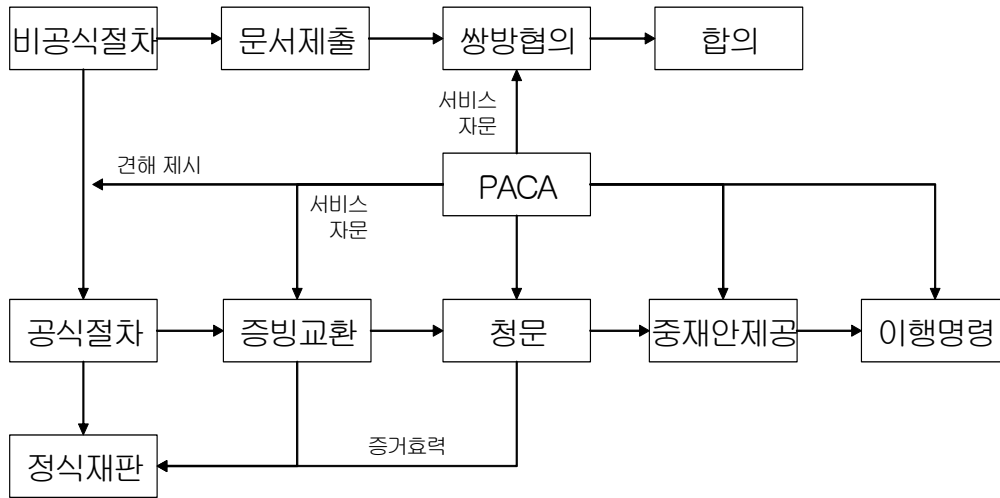 비공식절차
문서제출
쌍방협의
합의
서비스
자문
견해 제시
PACA
서비스
자문
공식절차
증빙교환
청문
중재안제공
이행명령
증거효력
정식재판